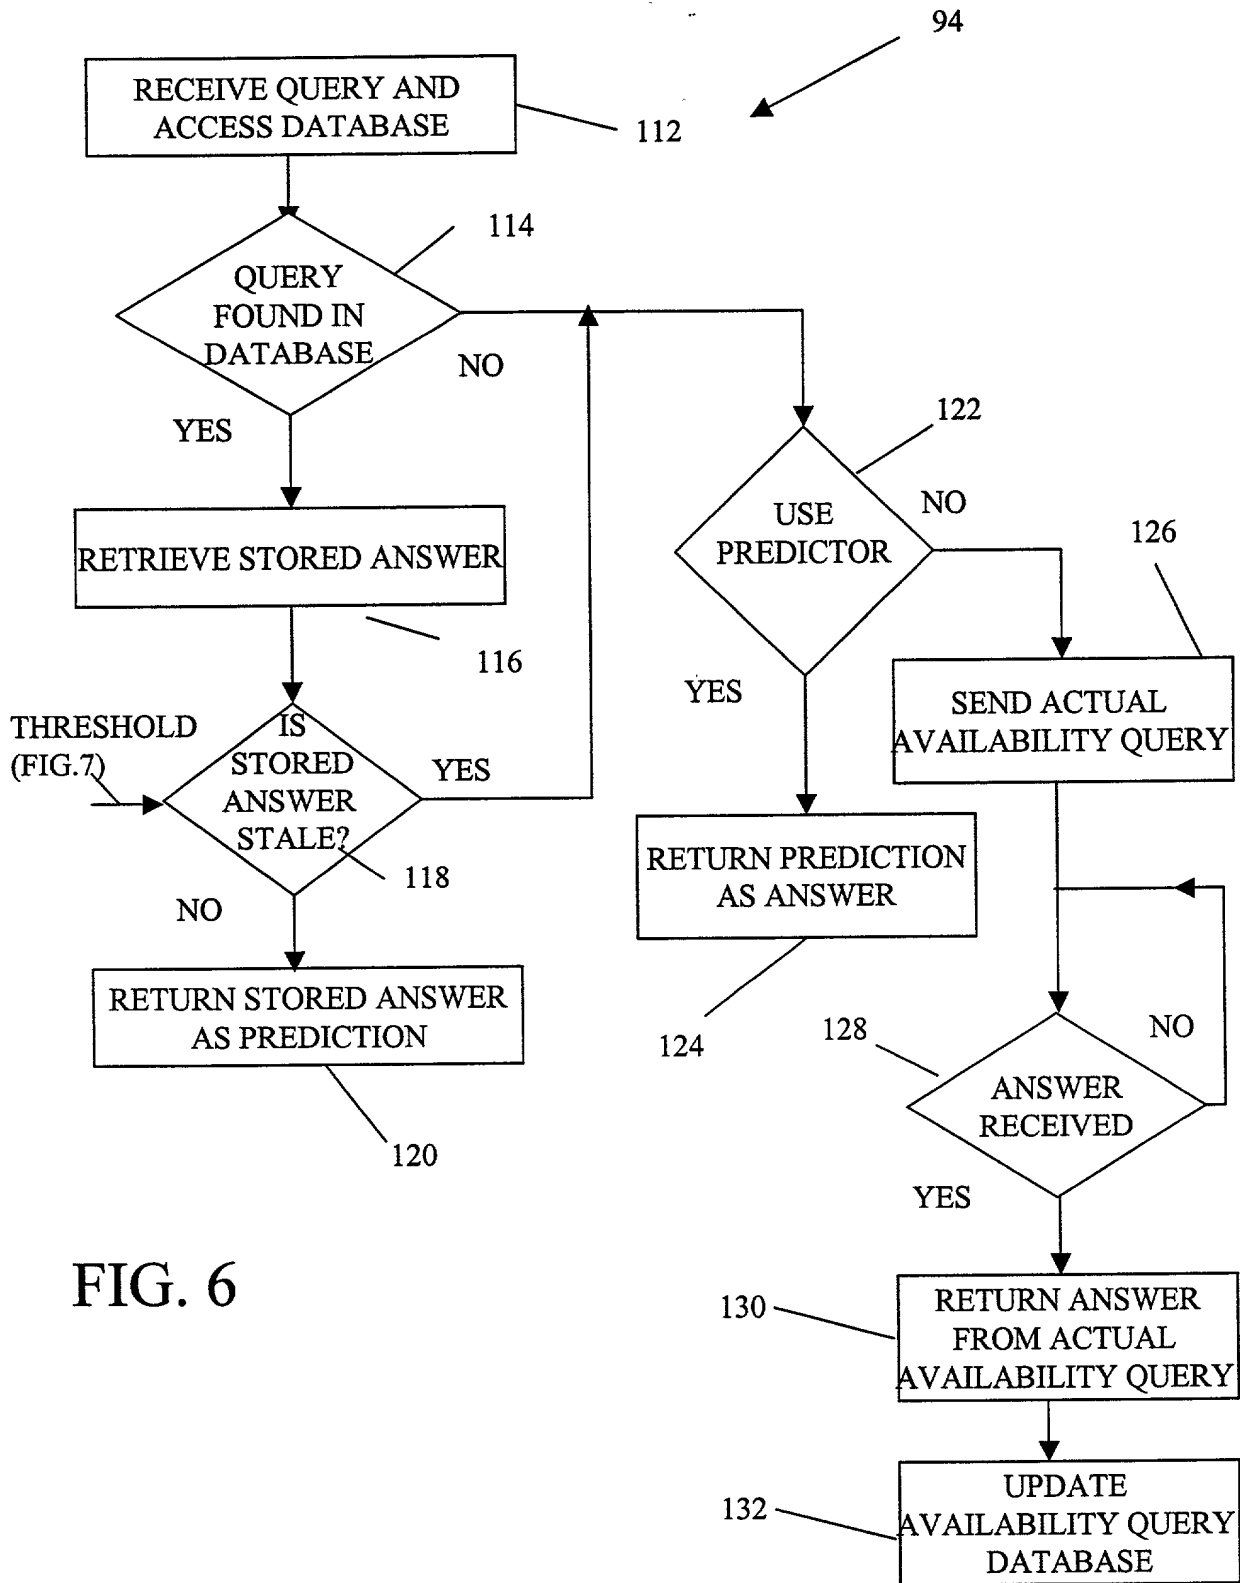 94
RECEIVE QUERY AND
ACCESS DATABASE
112
114
QUERY
FOUND IN
DATABASE
NO
YES
122
USE
PREDICTOR
NO
126
RETRIEVE STORED ANSWER
116
YES
SEND ACTUAL
AVAILABILITY QUERY
THRESHOLD
(FIG.7)
IS
STORED
ANSWER
STALE?
YES
118
NO
RETURN PREDICTION
AS ANSWER
124
RETURN STORED ANSWER
AS PREDICTION
120
128
NO
ANSWER
RECEIVED
YES
FIG. 6
130
RETURN ANSWER
FROM ACTUAL
AVAILABILITY QUERY
132
UPDATE
AVAILABILITY QUERY
DATABASE